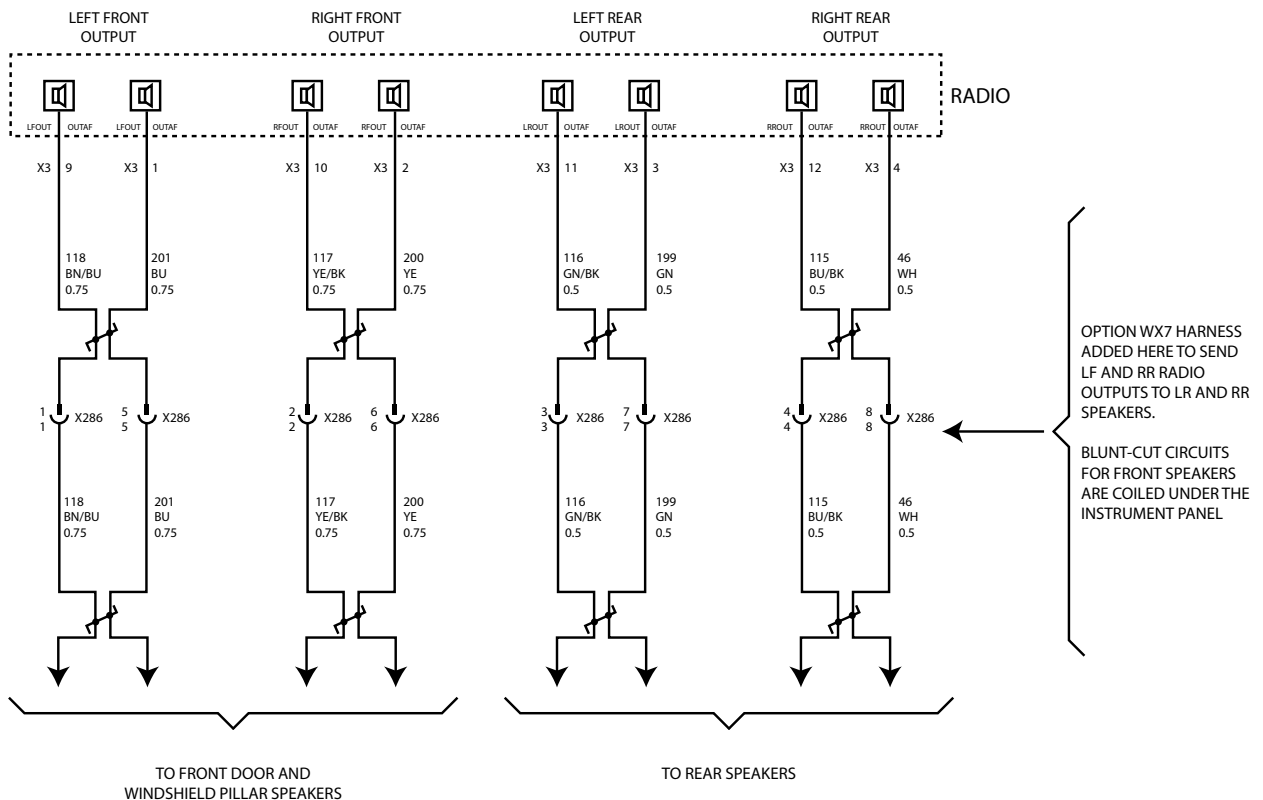 LEFT FRONT
OUTPUT
RIGHT FRONT
OUTPUT
LEFT REAR
OUTPUT
RIGHT REAR
OUTPUT
RADIO
LFOUT OUTAF LFOUT OUTAF RFOUT OUTAF RFOUT OUTAF LROUT OUTAF LROUT OUTAF RROUT OUTAF RROUT OUTAF
X3 9 X3 1 X3 10 X3 2 X3 11 X3 3 X3 12 X3 4
118
BN/BU
0.75
201
BU
0.75
117
YE/BK
0.75
200
YE
0.75
116
GN/BK
0.5
199
GN
0.5
115
BU/BK
0.5
46
WH
0.5
1
1
X286
5
5
X286
2
2
X286
6
6
X286
3
3
X286
7
7
X286
4
4
X286
8
8
X286
OPTION WX7 HARNESS
ADDED HERE TO SEND
LF AND RR RADIO
OUTPUTS TO LR AND RR
SPEAKERS.
BLUNT-CUT CIRCUITS
FOR FRONT SPEAKERS
ARE COILED UNDER THE
INSTRUMENT PANEL
118
BN/BU
0.75
201
BU
0.75
117
YE/BK
0.75
200
YE
0.75
116
GN/BK
0.5
199
GN
0.5
115
BU/BK
0.5
46
WH
0.5
TO FRONT DOOR AND
WINDSHIELD PILLAR SPEAKERS
TO REAR SPEAKERS